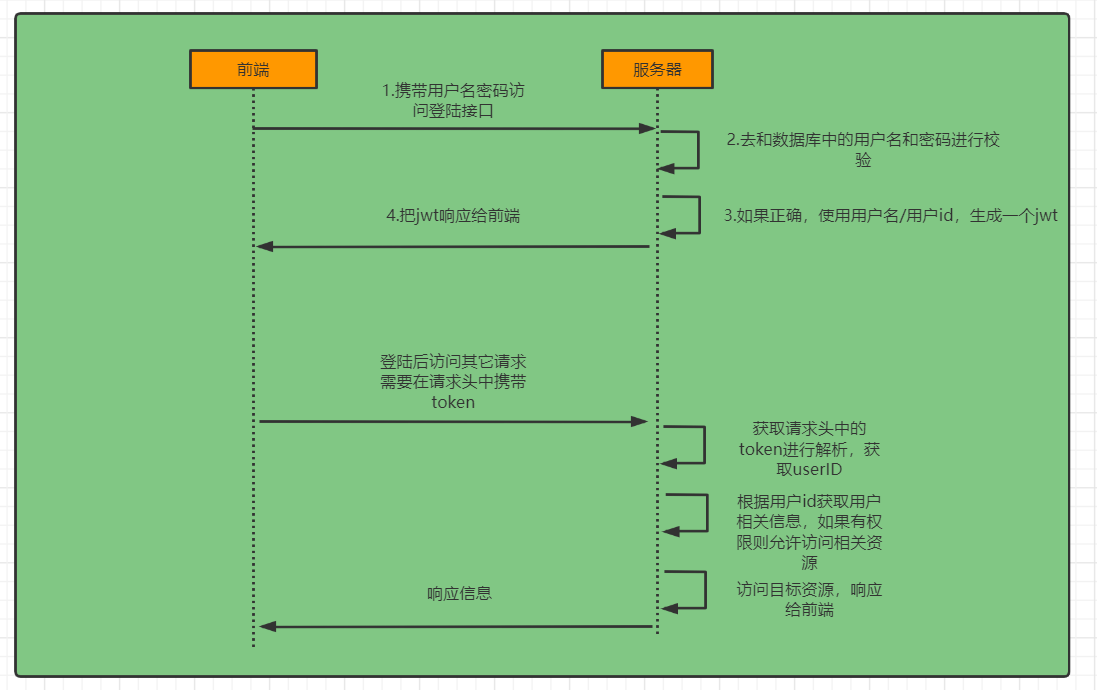 前端
服务器
1.携带用户名密码访
问登陆接口
2.去和数据库中的用户名和密码进行校
验
4.把jwt响应给前端
3.如果正确，使用用户名/用户id，生成一个jwt
登陆后访问其它请求
需要在请求头中携带
token
获取请求头中的
token进行解析，获
取userID
根据用户id获取用户
相关信息，如果有权
限则允许访问相关资
源
响应信息
访问目标资源，响应
给前端